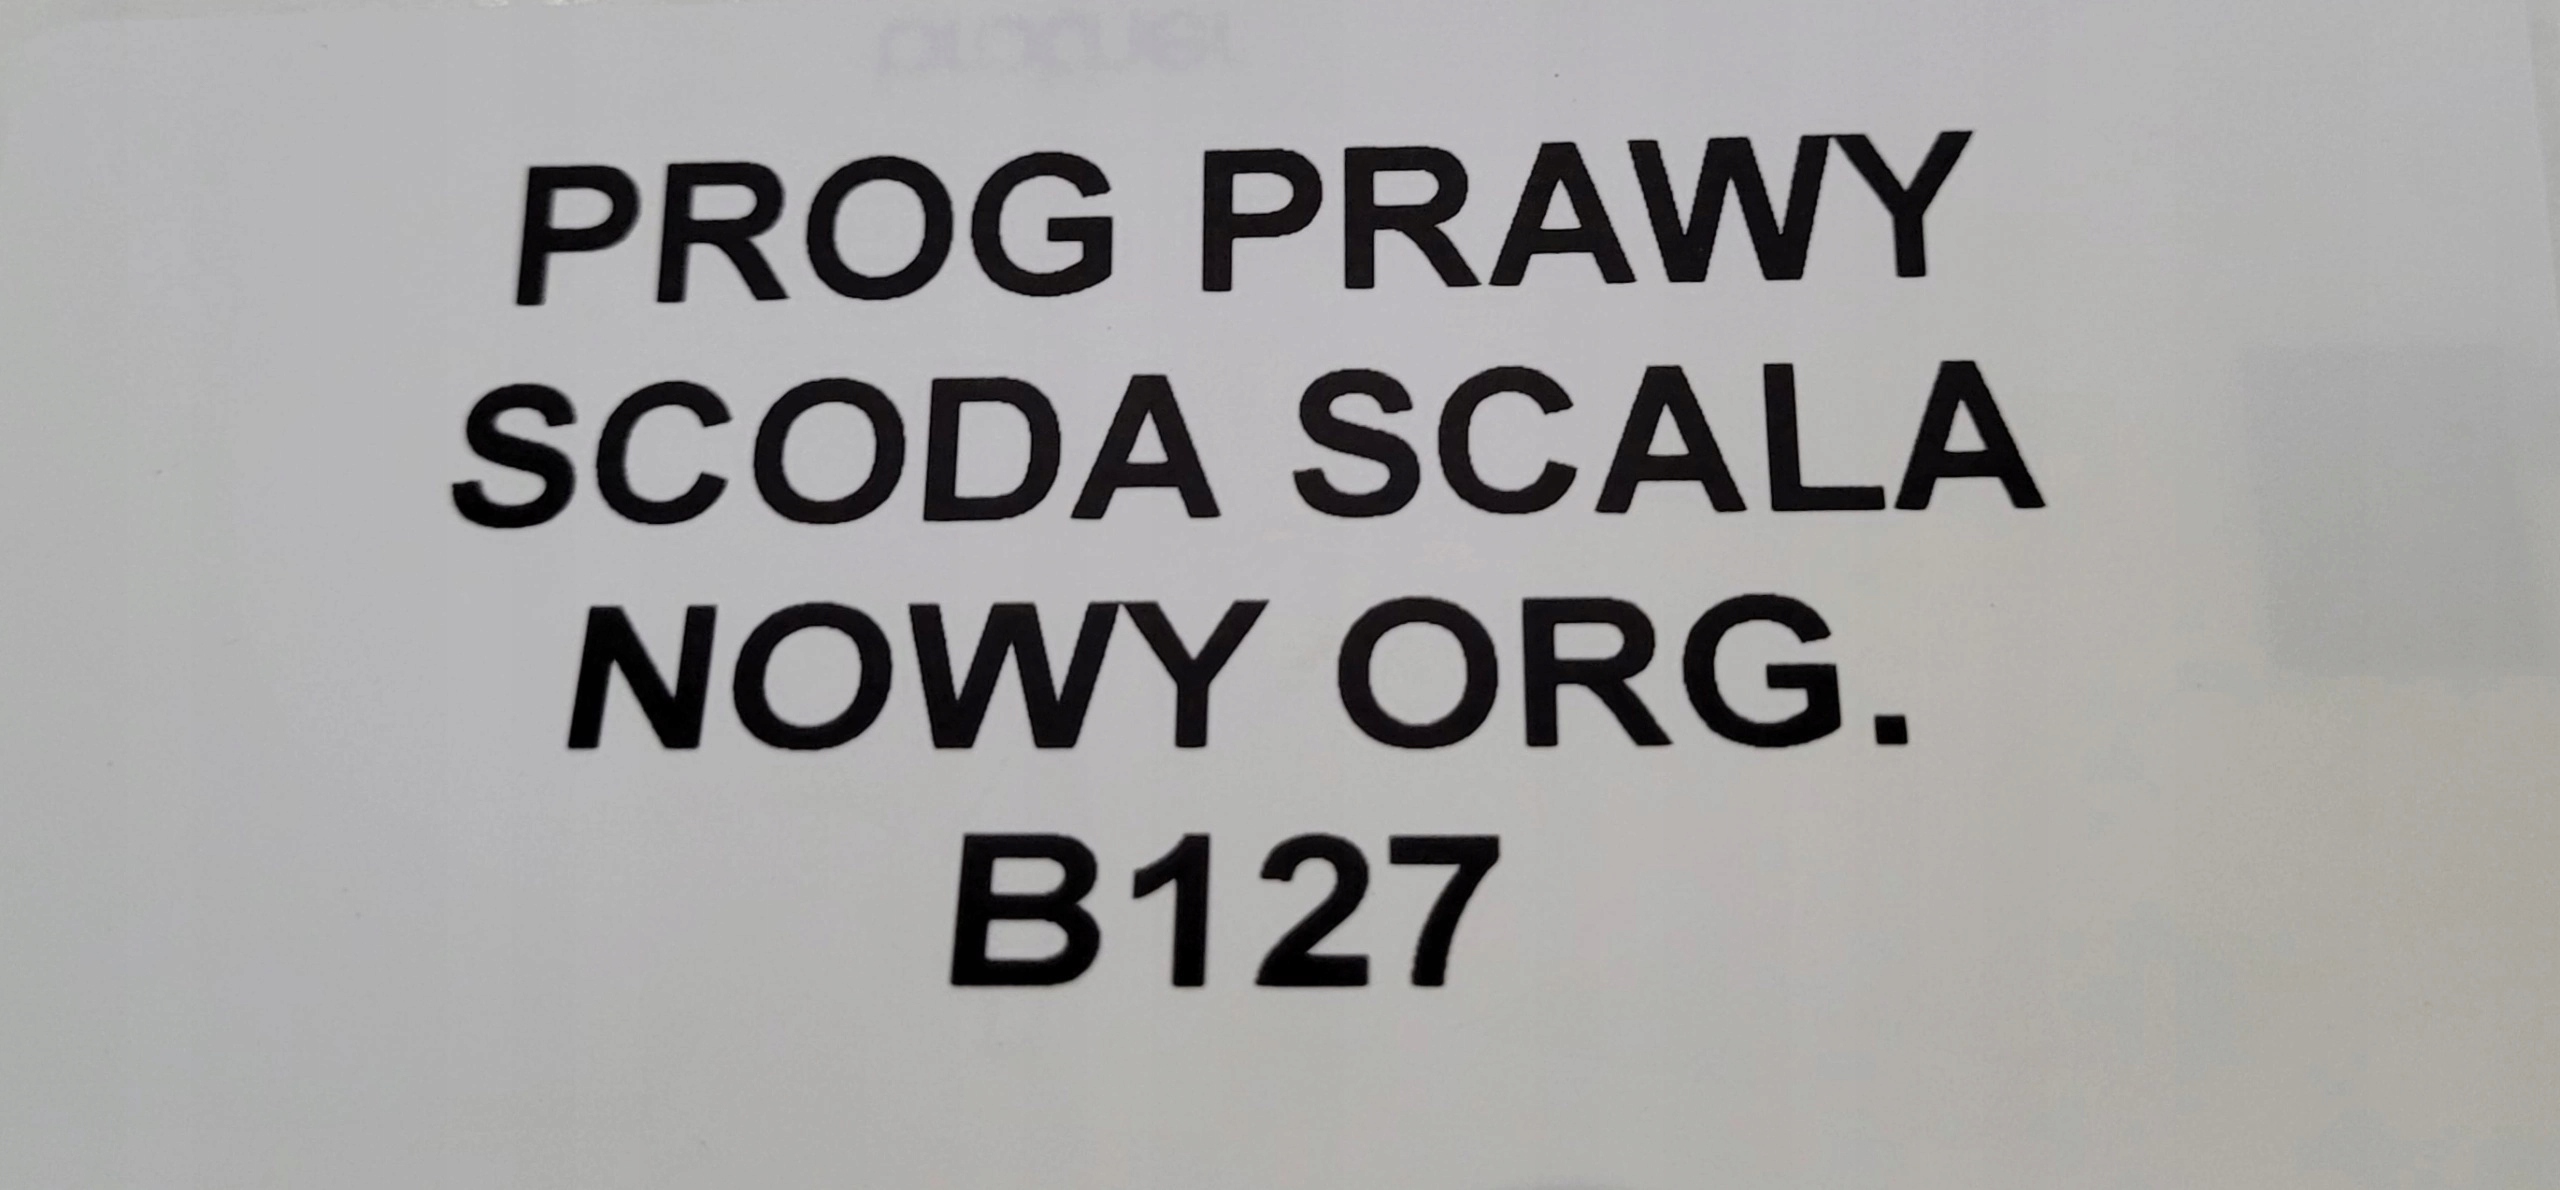 PROG PRAWY
SCODA SCALA
NOWY ORG.
B127